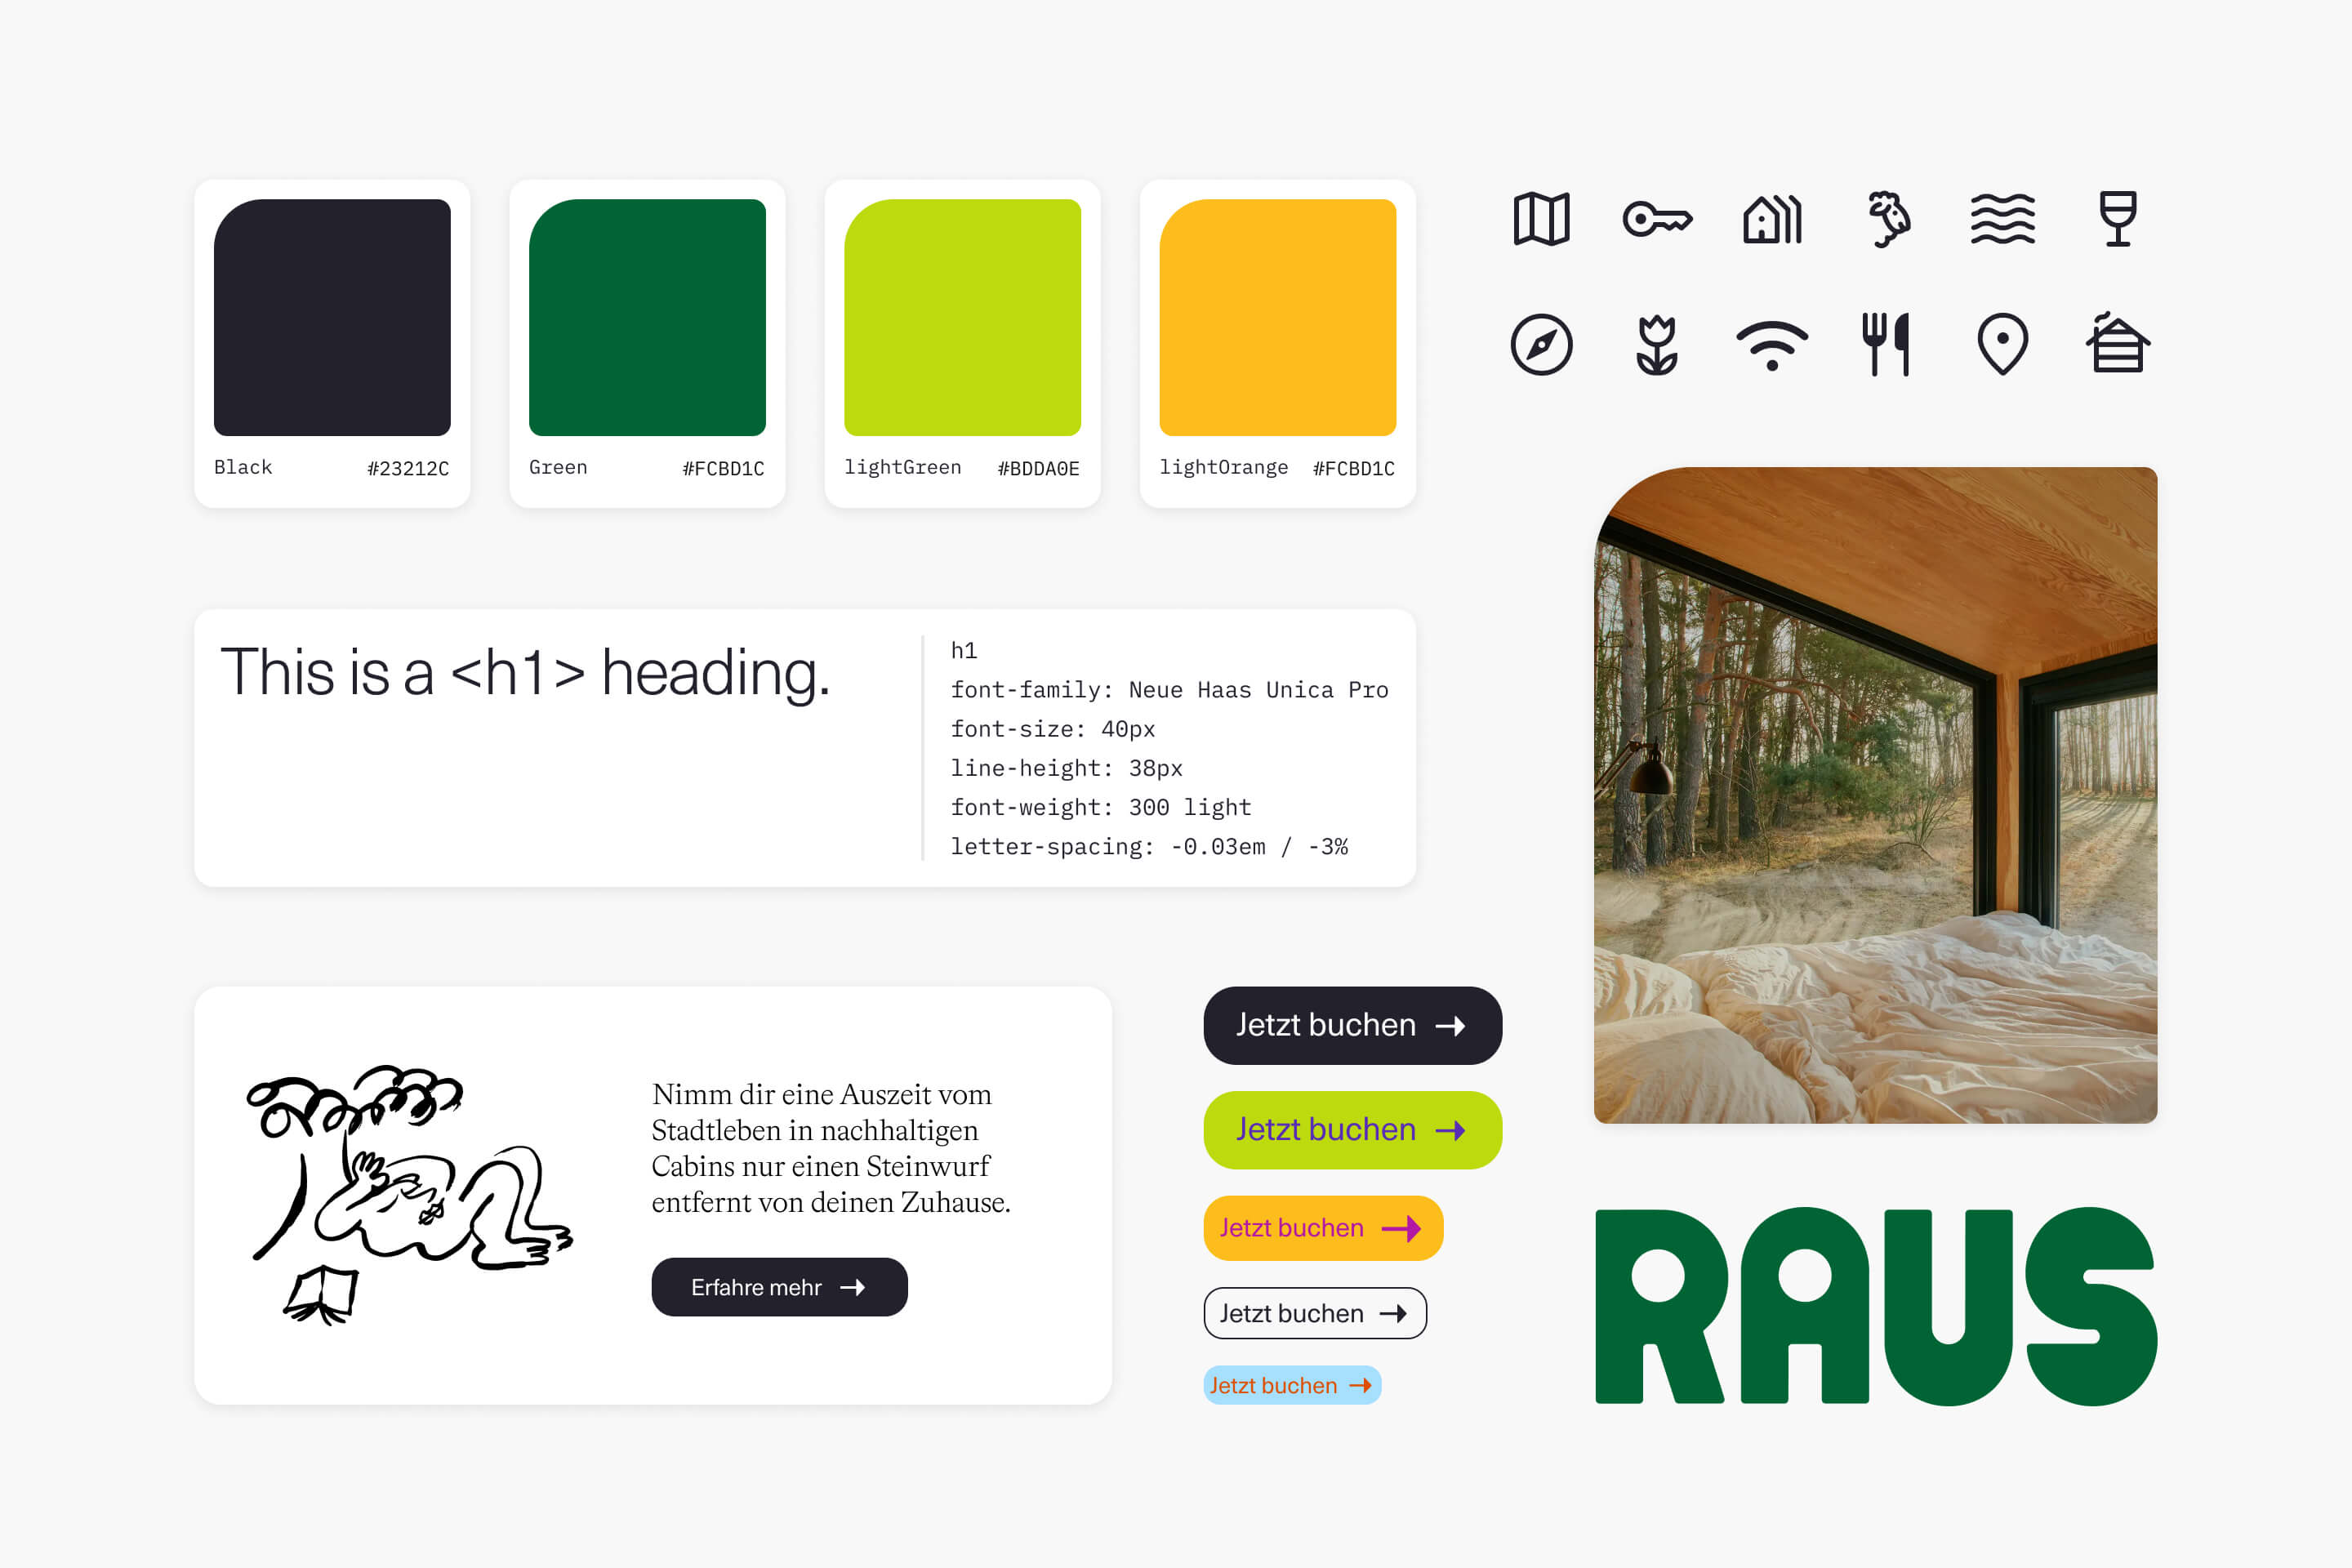 Black #23212C
Green #FCBD1C
lightGreen #BDDA0E
lightOrange #FCBD1C
This is a <h1> heading.
h1
font-family: Neue Haas Unica Pro
font-size: 40px
line-height: 38px
font-weight: 300 light
letter-spacing: -0.03em / -3%
Nimm dir eine Auszeit vom
Stadtleben in nachhaltigen
Cabins nur einen Steinwurf
entfernt von deinen Zuhause.
Erfahre mehr →
Jetzt buchen →
Jetzt buchen →
Jetzt buchen →
Jetzt buchen →
Jetzt buchen →
RAUS